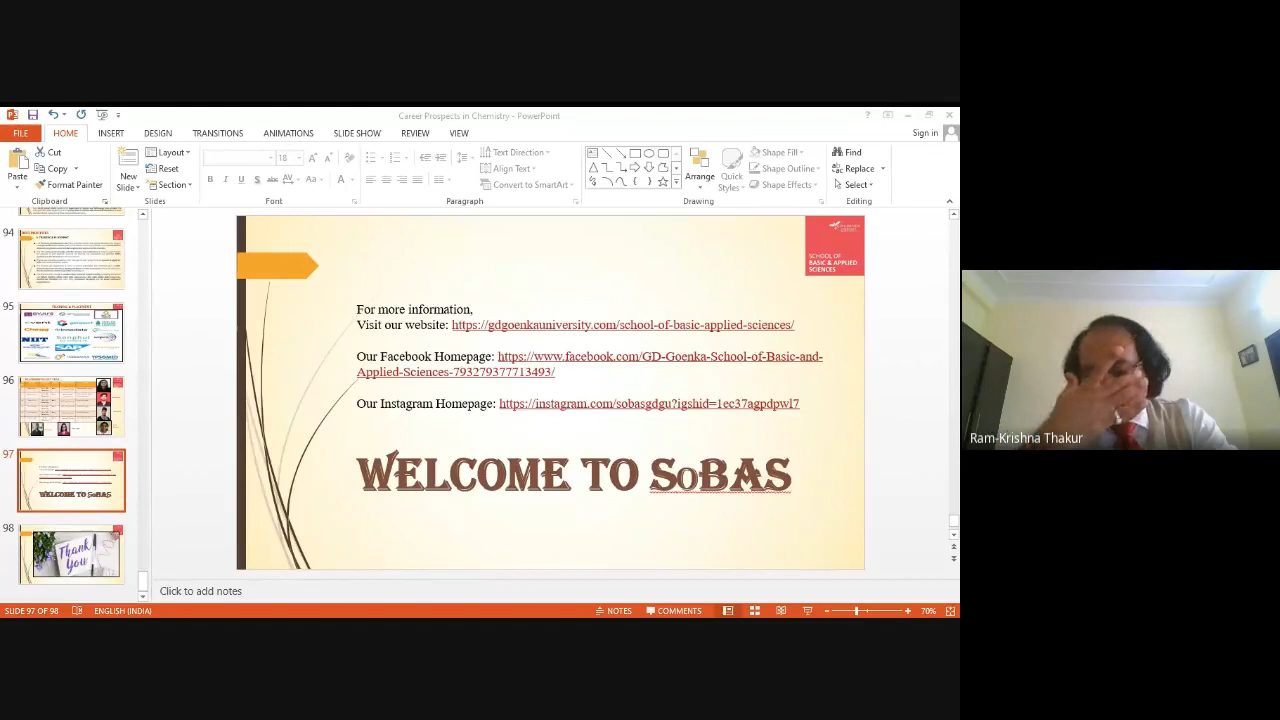 Career Prospects in Chemistry - PowerPoint
Sign in
FILE HOME INSERT DESIGN TRANSITIONS ANIMATIONS SLIDE SHOW REVIEW VIEW
Paste
Cut
Copy
Format Painter
Clipboard
New
Slide
Layout
Reset
Section
Slides
18
Font
Text Direction
Align Text
Convert to SmartArt
Paragraph
Arrange
Quick
Styles
Shape Fill
Shape Outline
Shape Effects
Drawing
Find
Replace
Select
Editing
94
95
TRAINING & PLACEMENT
NIIT
SAP
96
97
WELCOME TO SoBAS
98
Thank
You
SCHOOL OF
BASIC & APPLIED
SCIENCES
For more information,
Visit our website: https://gdgoenkauniversity.com/school-of-basic-applied-sciences/
Our Facebook Homepage: https://www.facebook.com/GD-Goenka-School-of-Basic-and-
Applied-Sciences-793279377713493/
Our Instagram Homepage: https://instagram.com/sobasgdgu?igshid=1ec37agpdpwl7
WELCOME TO SoBAS
Click to add notes
SLIDE 97 OF 98 ENGLISH (INDIA) NOTES COMMENTS 70%
Ram-Krishna Thakur